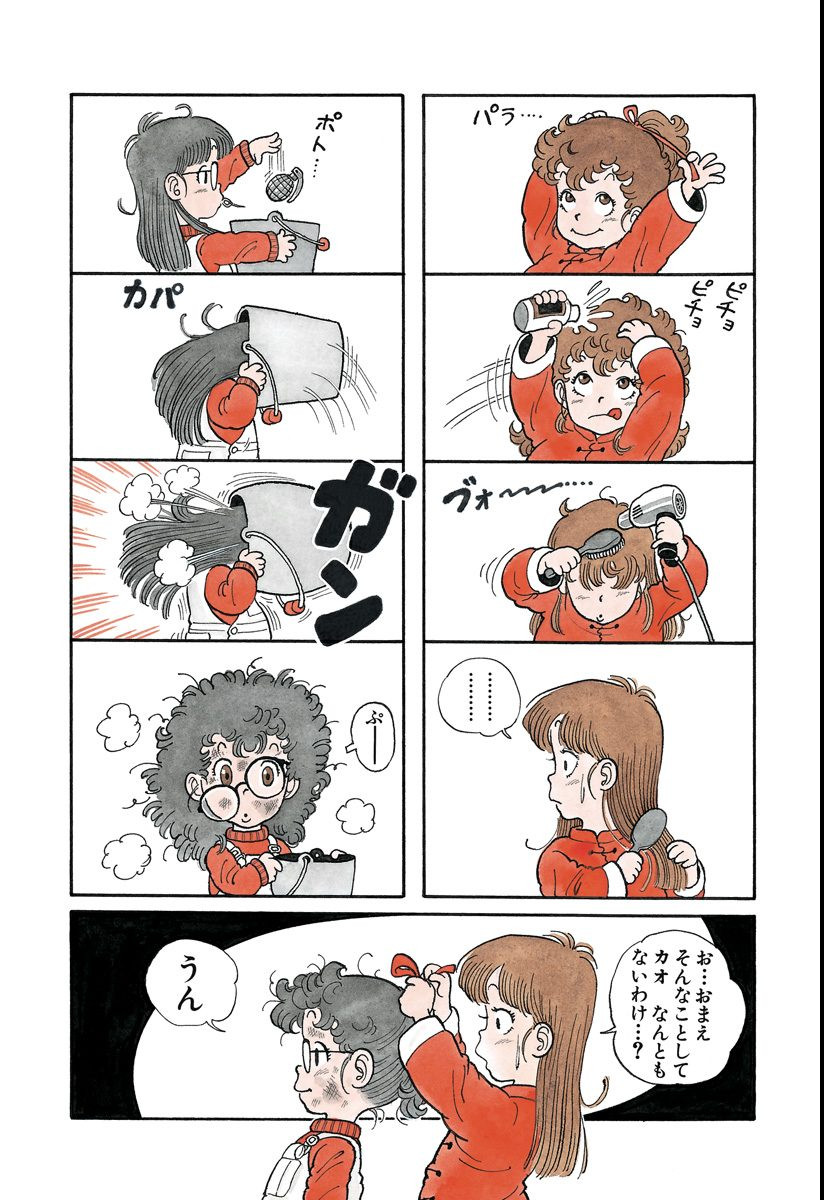 パラ‥‥
ピチョ
ピチョ
ブォ〜〜‥‥
‥‥‥‥
‥‥‥‥
ポト‥‥
カパ
ガン
ぷー
お…おまえ
そんなことして
カオ なんとも
ないわけ…?
うん